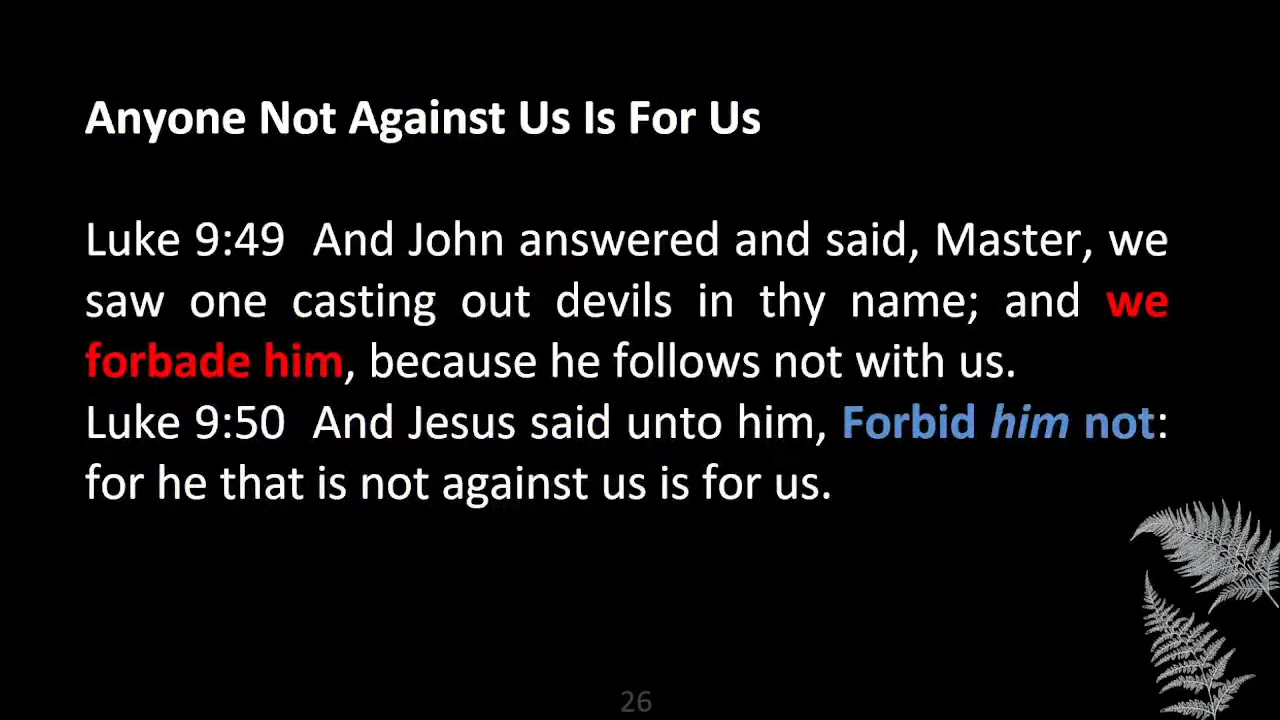 Anyone Not Against Us Is For Us
Luke 9:49 And John answered and said, Master, we
saw one casting out devils in thy name; and we
forbade him, because he follows not with us.
Luke 9:50 And Jesus said unto him, Forbid him not:
for he that is not against us is for us.
26